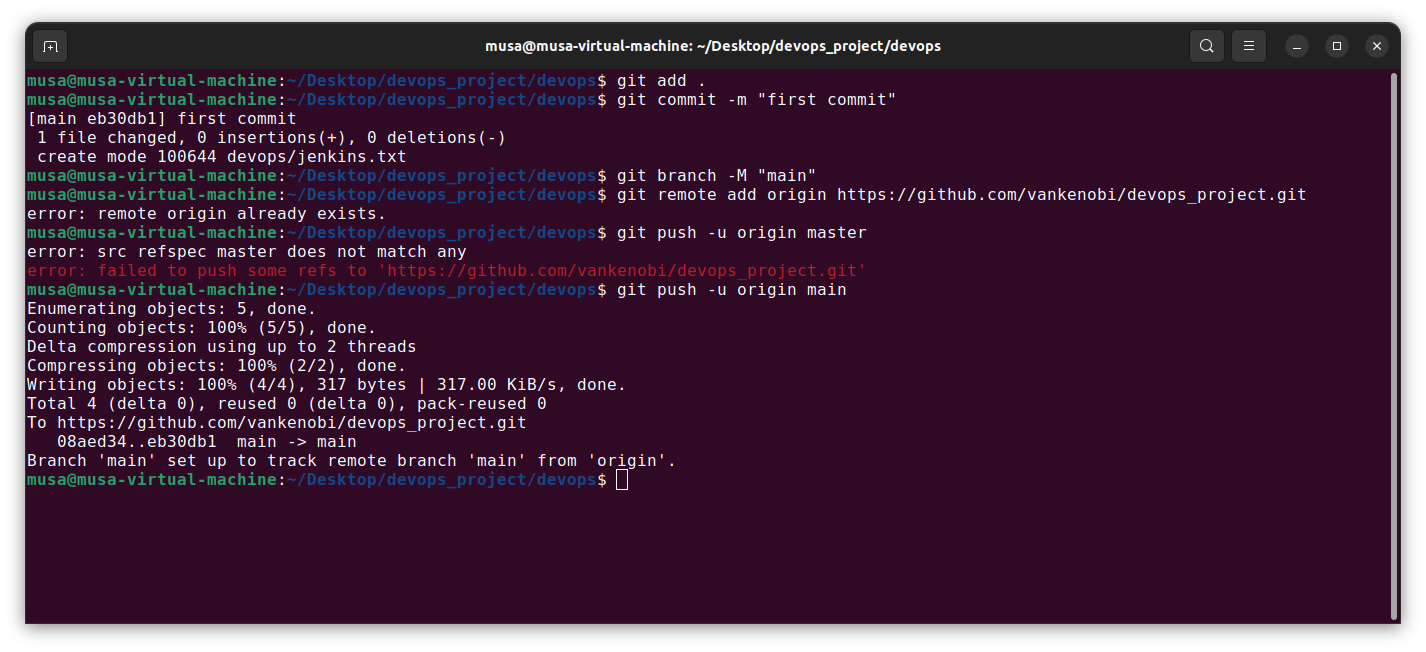 musa@musa-virtual-machine: ~/Desktop/devops_project/devops
musa@musa-virtual-machine:~/Desktop/devops_project/devops$ git add .
musa@musa-virtual-machine:~/Desktop/devops_project/devops$ git commit -m "first commit"
[main eb30db1] first commit
 1 file changed, 0 insertions(+), 0 deletions(-)
 create mode 100644 devops/jenkins.txt
musa@musa-virtual-machine:~/Desktop/devops_project/devops$ git branch -M "main"
musa@musa-virtual-machine:~/Desktop/devops_project/devops$ git remote add origin https://github.com/vankenobi/devops_project.git
error: remote origin already exists.
musa@musa-virtual-machine:~/Desktop/devops_project/devops$ git push -u origin master
error: src refspec master does not match any
error: failed to push some refs to 'https://github.com/vankenobi/devops_project.git'
musa@musa-virtual-machine:~/Desktop/devops_project/devops$ git push -u origin main
Enumerating objects: 5, done.
Counting objects: 100% (5/5), done.
Delta compression using up to 2 threads
Compressing objects: 100% (2/2), done.
Writing objects: 100% (4/4), 317 bytes | 317.00 KiB/s, done.
Total 4 (delta 0), reused 0 (delta 0), pack-reused 0
To https://github.com/vankenobi/devops_project.git
   08aed34..eb30db1  main -> main
Branch 'main' set up to track remote branch 'main' from 'origin'.
musa@musa-virtual-machine:~/Desktop/devops_project/devops$